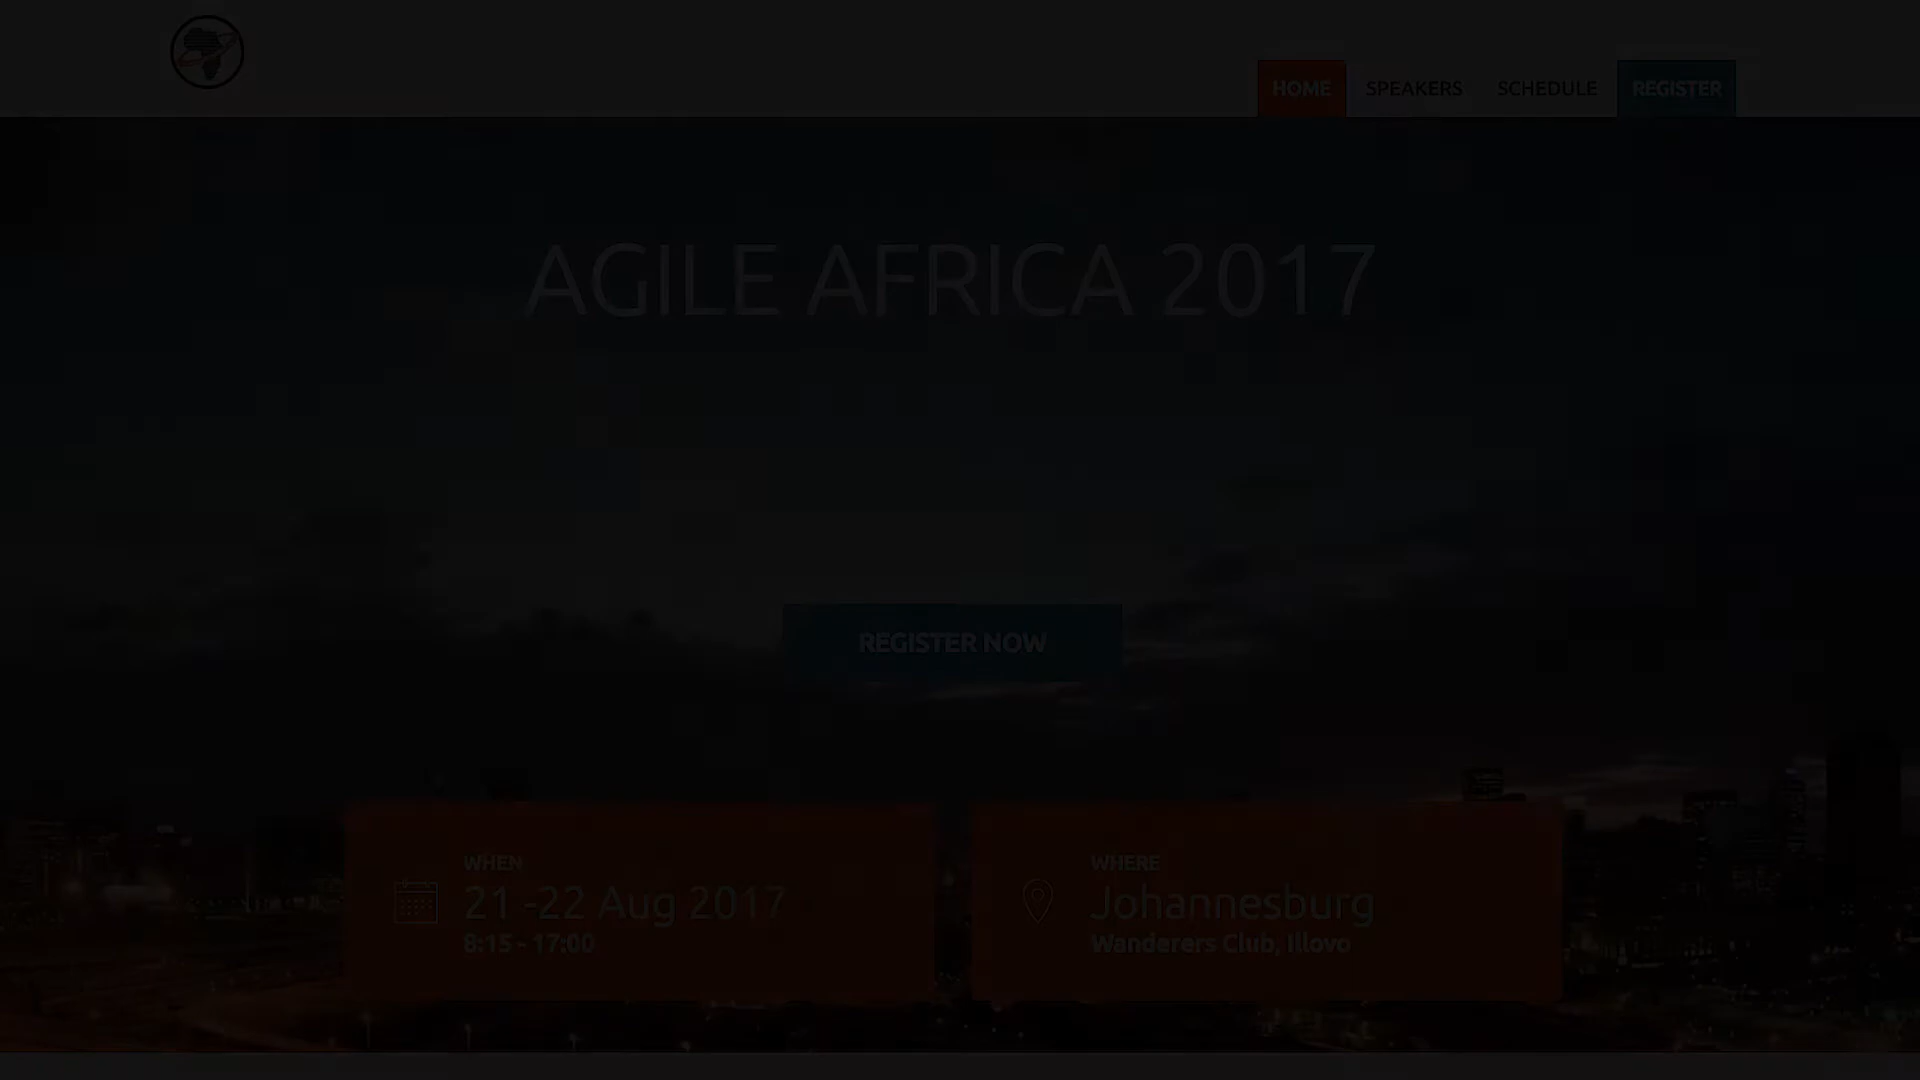 HOME
SPEAKERS
SCHEDULE
REGISTER
AGILE AFRICA 2017
REGISTER NOW
WHEN
21 -22 Aug 2017
8:15 - 17:00
WHERE
Johannesburg
Wanderers Club, Illovo